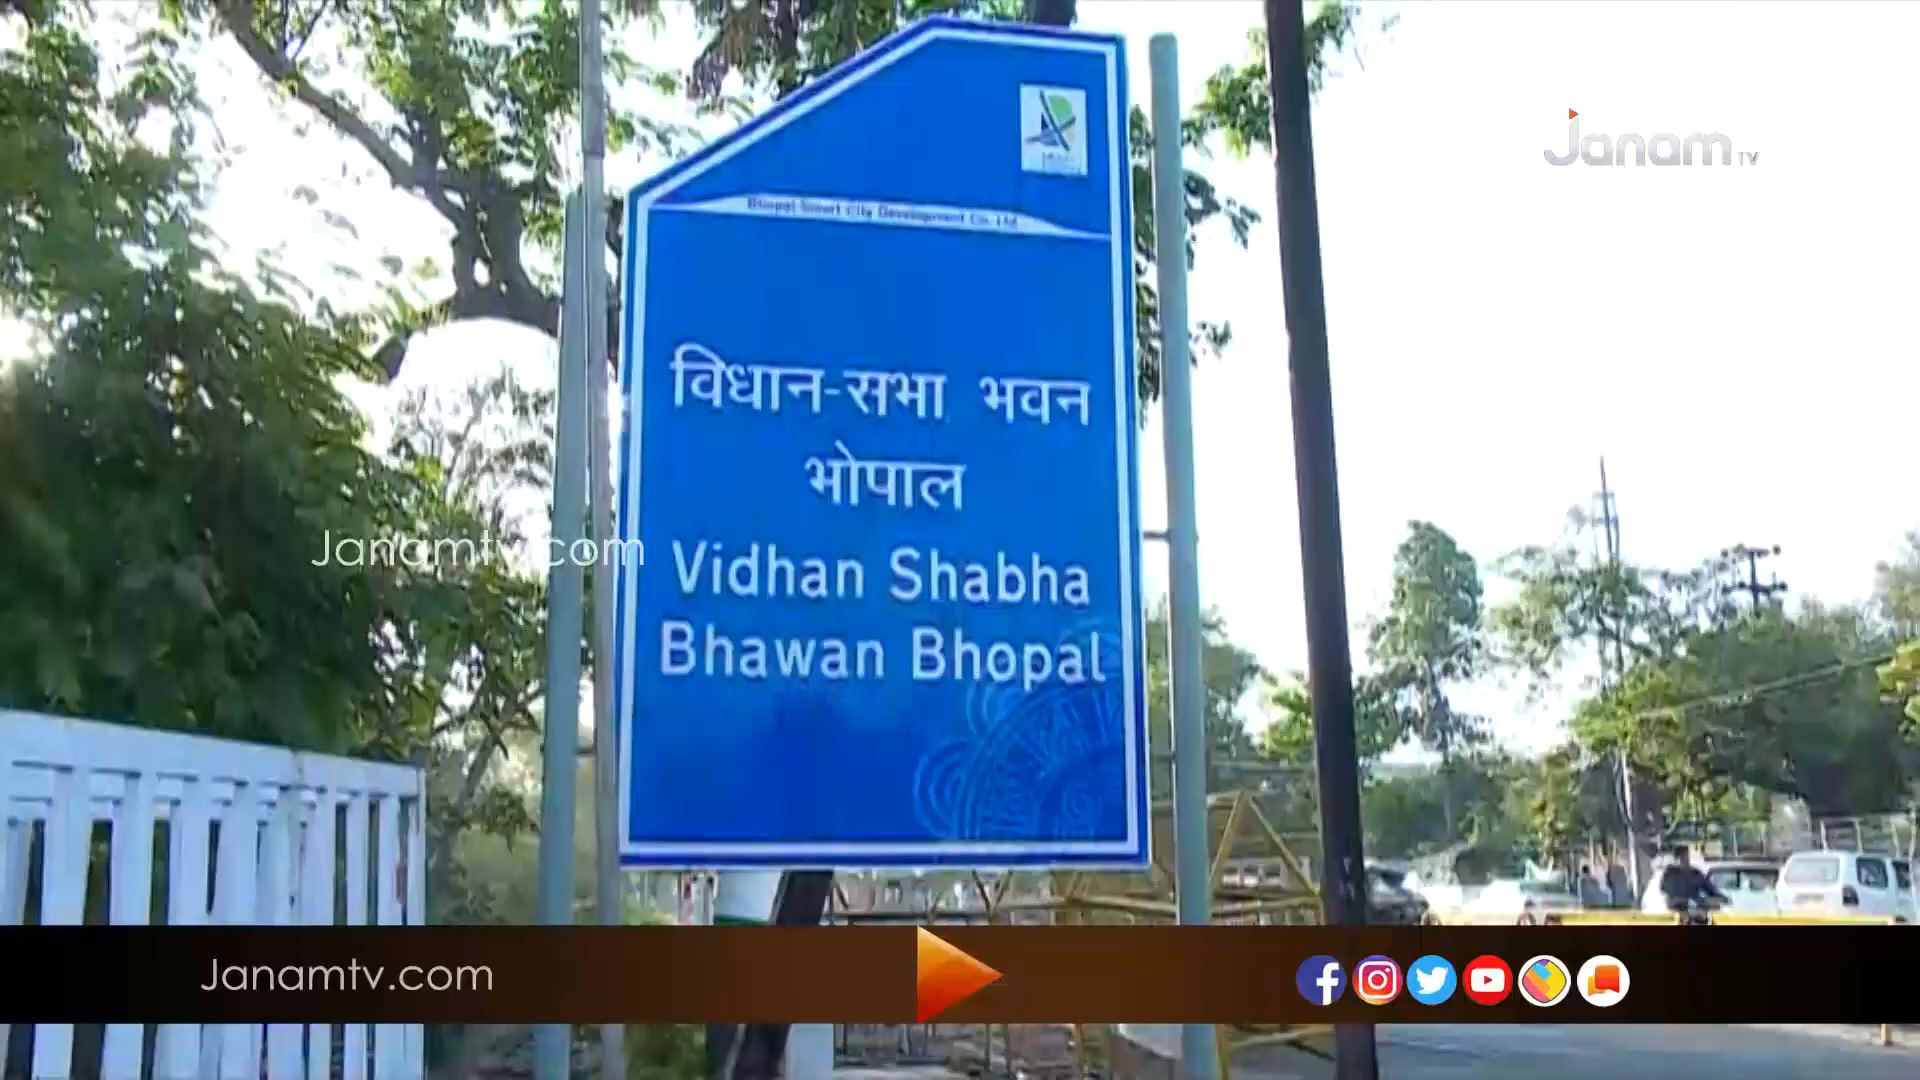 Janam TV
Bhopal Smart City Development Co. Ltd.
विधान-सभा भवन
भोपाल
Vidhan Shabha
Bhawan Bhopal
Janamtv.com
Janamtv.com